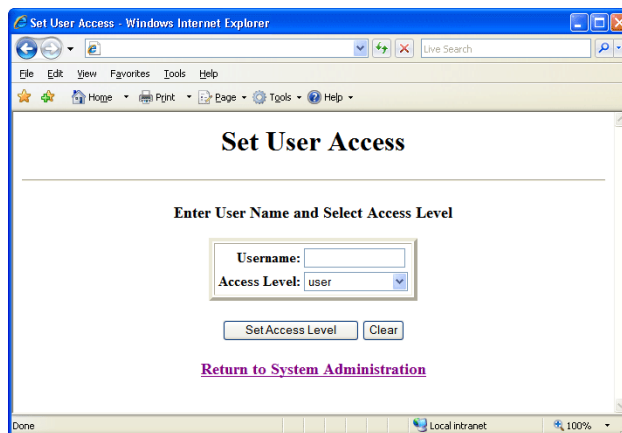 Set User Access - Windows Internet Explorer
Live Search
File Edit View Favorites Tools Help
Home Print Page Tools Help
Set User Access
Enter User Name and Select Access Level
Username:
Access Level: user
Set Access Level Clear
Return to System Administration
Done Local intranet 100%